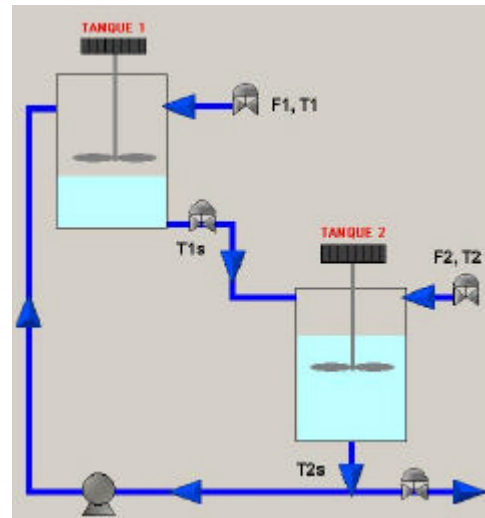 TANQUE 1
F1, T1
T1s
TANQUE 2
F2, T2
T2s